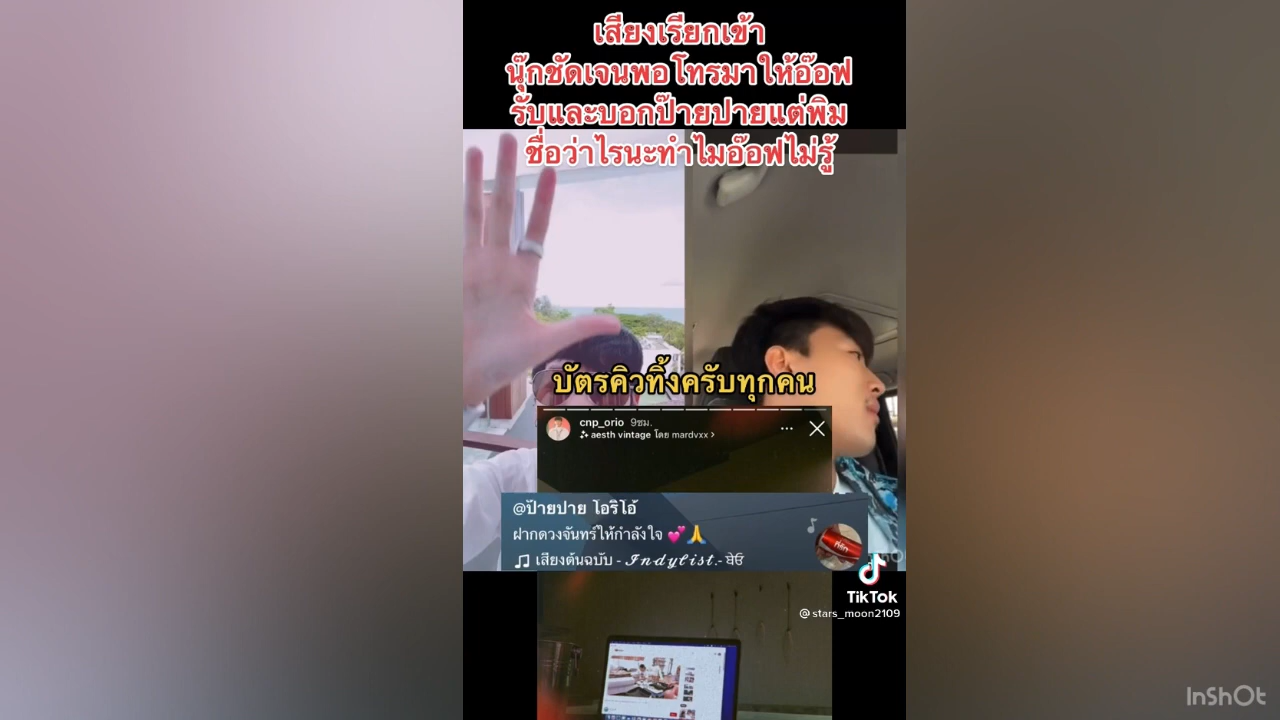 เสียงเรียกเข้า
นุ๊กชัดเจนพอโทรมาให้อ๊อฟ
รับและบอกป๊ายปายแต่พิม
ชื่อว่าไรนะทำไมอ๊อฟไม่รู้
บัตรคิวทิ้งครับทุกคน
cnp_orio 9ชม.
aesth vintage โดย mardvxx >
@ป้ายปาย โอริโอ้
ฝากดวงจันทร์ให้กำลังใจ 💕🙏
เสียงต้นฉบับ - 𝓘𝓷𝓭𝔂𝓵𝓲𝓼𝓽.- ਬੇਓ
ที่รัก
TikTok
@stars_moon2109
InShOt